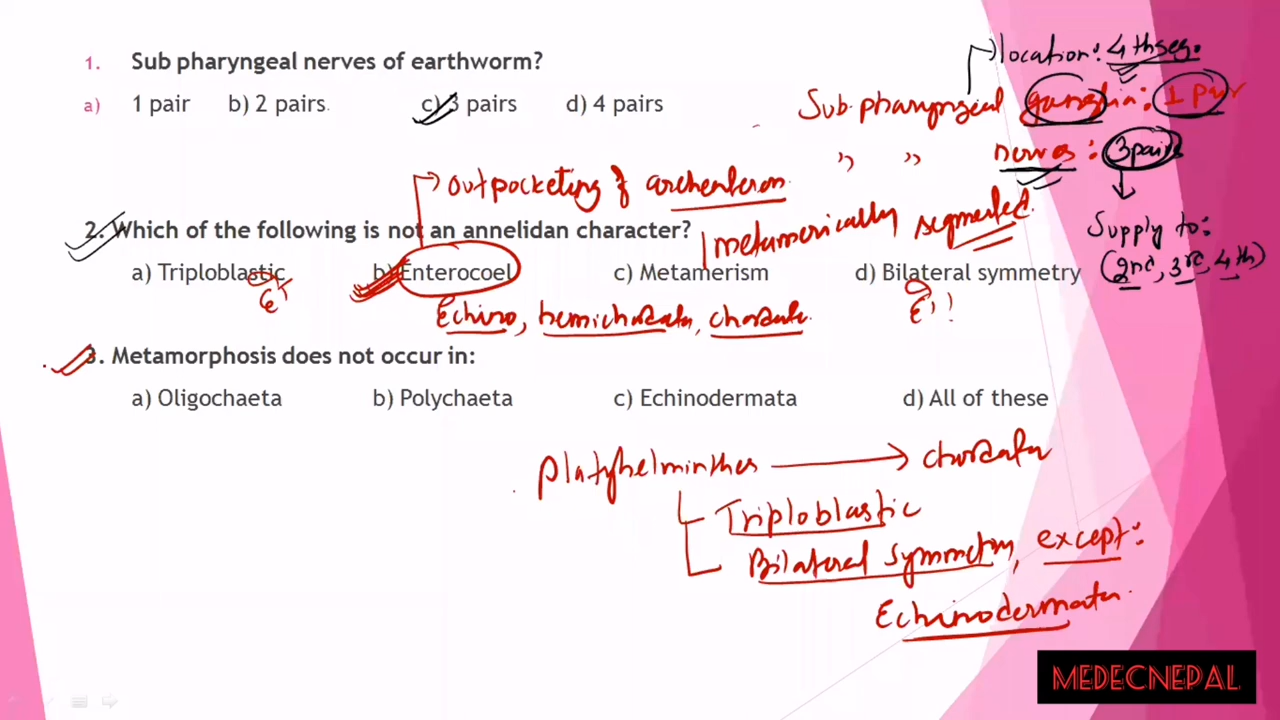 1. Sub pharyngeal nerves of earthworm?
a) 1 pair b) 2 pairs c) 3 pairs d) 4 pairs
location: 4th seg.
Sub pharyngeal ganglia: 1 pair
" " nerves: 3 pairs
Supply to:
(2nd, 3rd, 4th)
outpocketing of archenteron
metamerically segmented.
2. Which of the following is not an annelidan character?
a) Triploblastic b) Enterocoel c) Metamerism d) Bilateral symmetry
Echino, hemichordata, chordata.
3. Metamorphosis does not occur in:
a) Oligochaeta b) Polychaeta c) Echinodermata d) All of these
Platyhelminthes → chordata
Triploblastic
Bilateral symmetry, except:
Echinodermata.
MEDECNEPAL